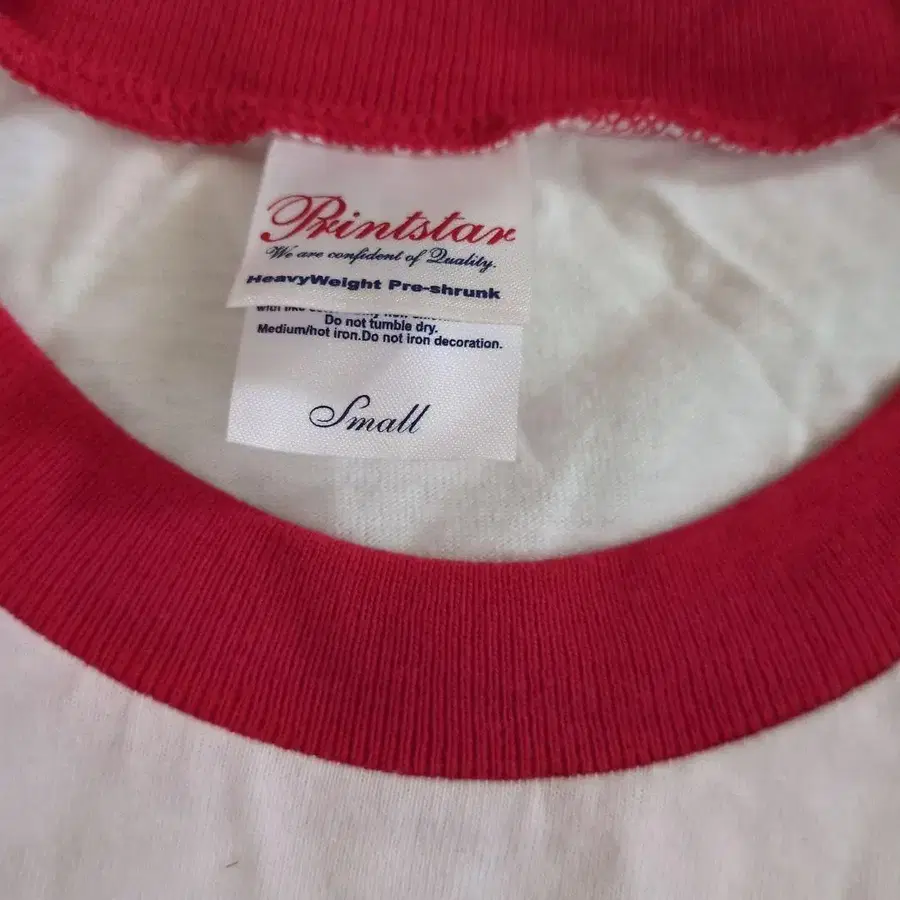 Printstar
We are confident of Quality.
HeavyWeight Pre-shrunk
Do not tumble dry.
Medium/hot iron.Do not iron decoration.
Small